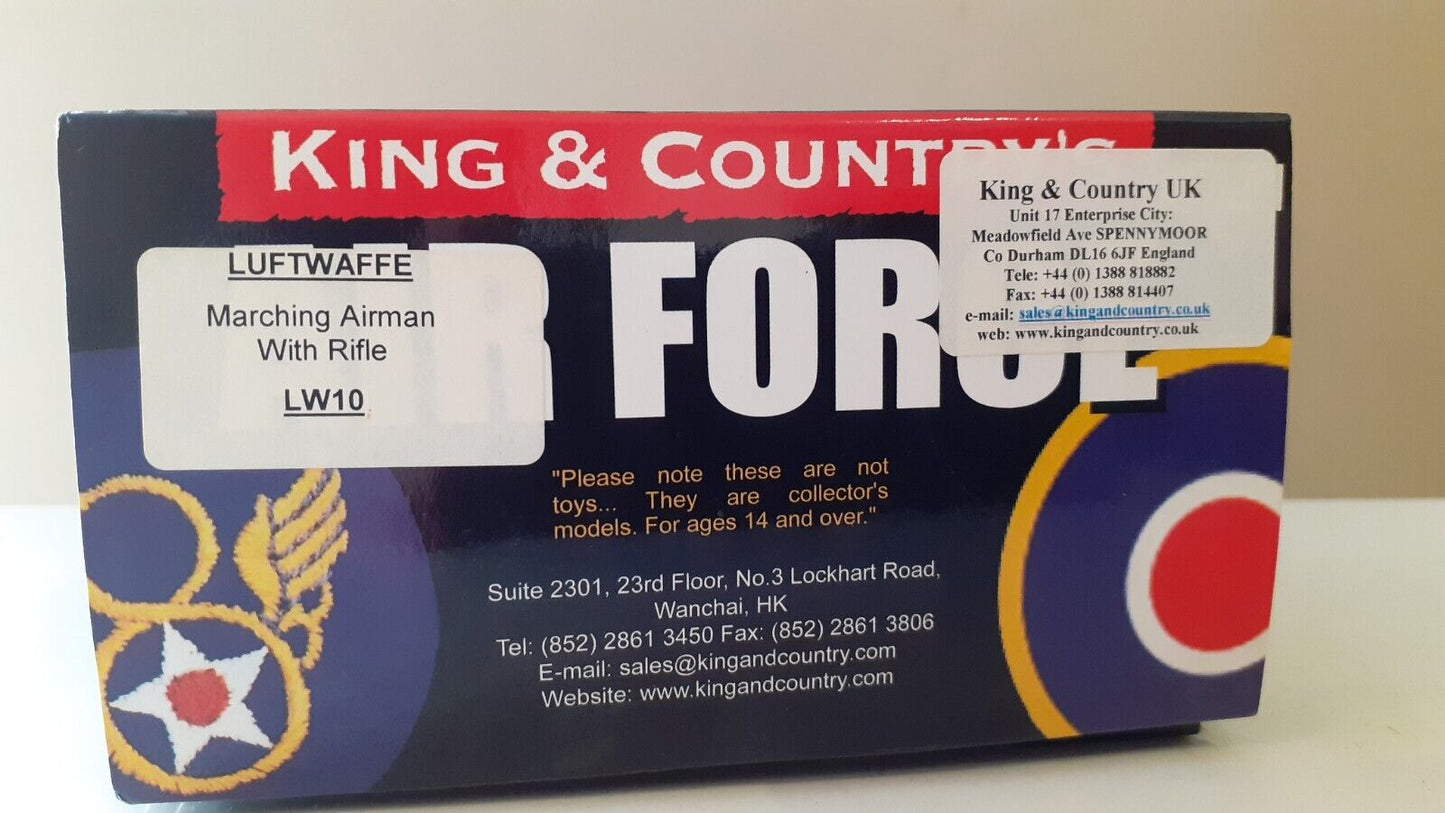 KING & COUNTRY'S
LUFTWAFFE
Marching Airman
With Rifle
LW10
AIR FORCE
King & Country UK
Unit 17 Enterprise City:
Meadowfield Ave SPENNYMOOR
Co Durham DL16 6JF England
Tele: +44 (0) 1388 818882
Fax: +44 (0) 1388 814407
e-mail: sales@kingandcountry.co.uk
web: www.kingandcountry.co.uk
"Please note these are not
toys... They are collector's
models. For ages 14 and over."
Suite 2301, 23rd Floor, No.3 Lockhart Road,
Wanchai, HK
Tel: (852) 2861 3450 Fax: (852) 2861 3806
E-mail: sales@kingandcountry.com
Website: www.kingandcountry.com